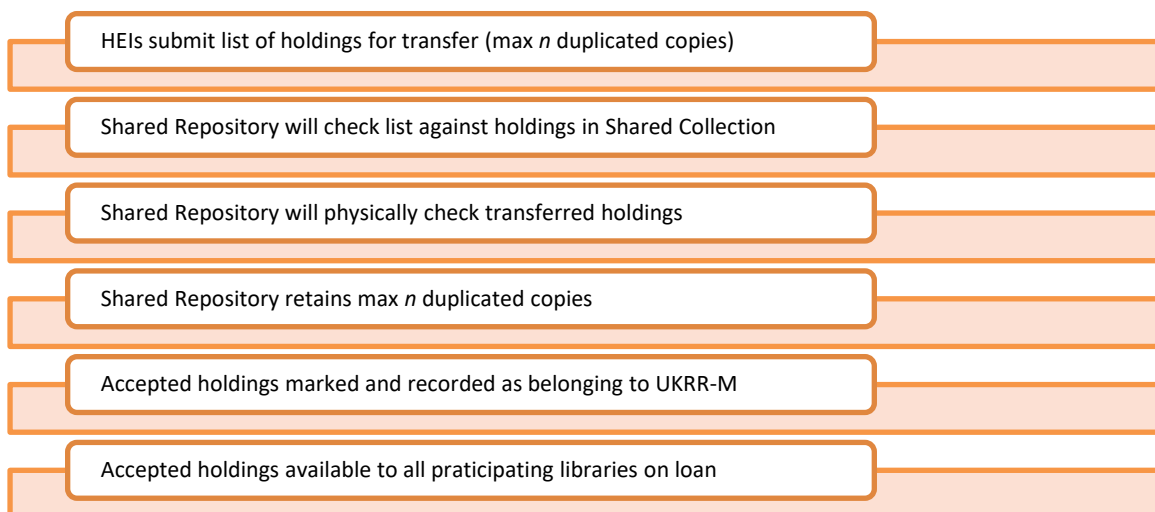 HEIs submit list of holdings for transfer (max n duplicated copies)
Shared Repository will check list against holdings in Shared Collection
Shared Repository will physically check transferred holdings
Shared Repository retains max n duplicated copies
Accepted holdings marked and recorded as belonging to UKRR-M
Accepted holdings available to all praticipating libraries on loan